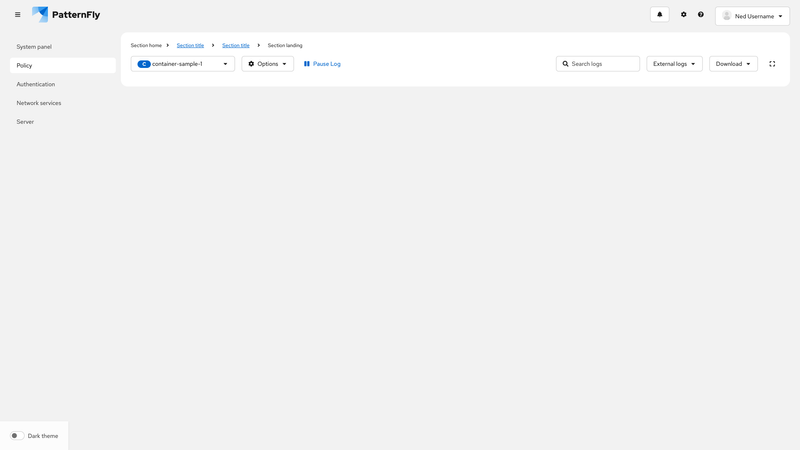 PatternFly
Ned Username
System panel
Policy
Authentication
Network services
Server
Section home Section title Section title Section landing
C container-sample-1 Options Pause Log Search logs External logs Download
Dark theme